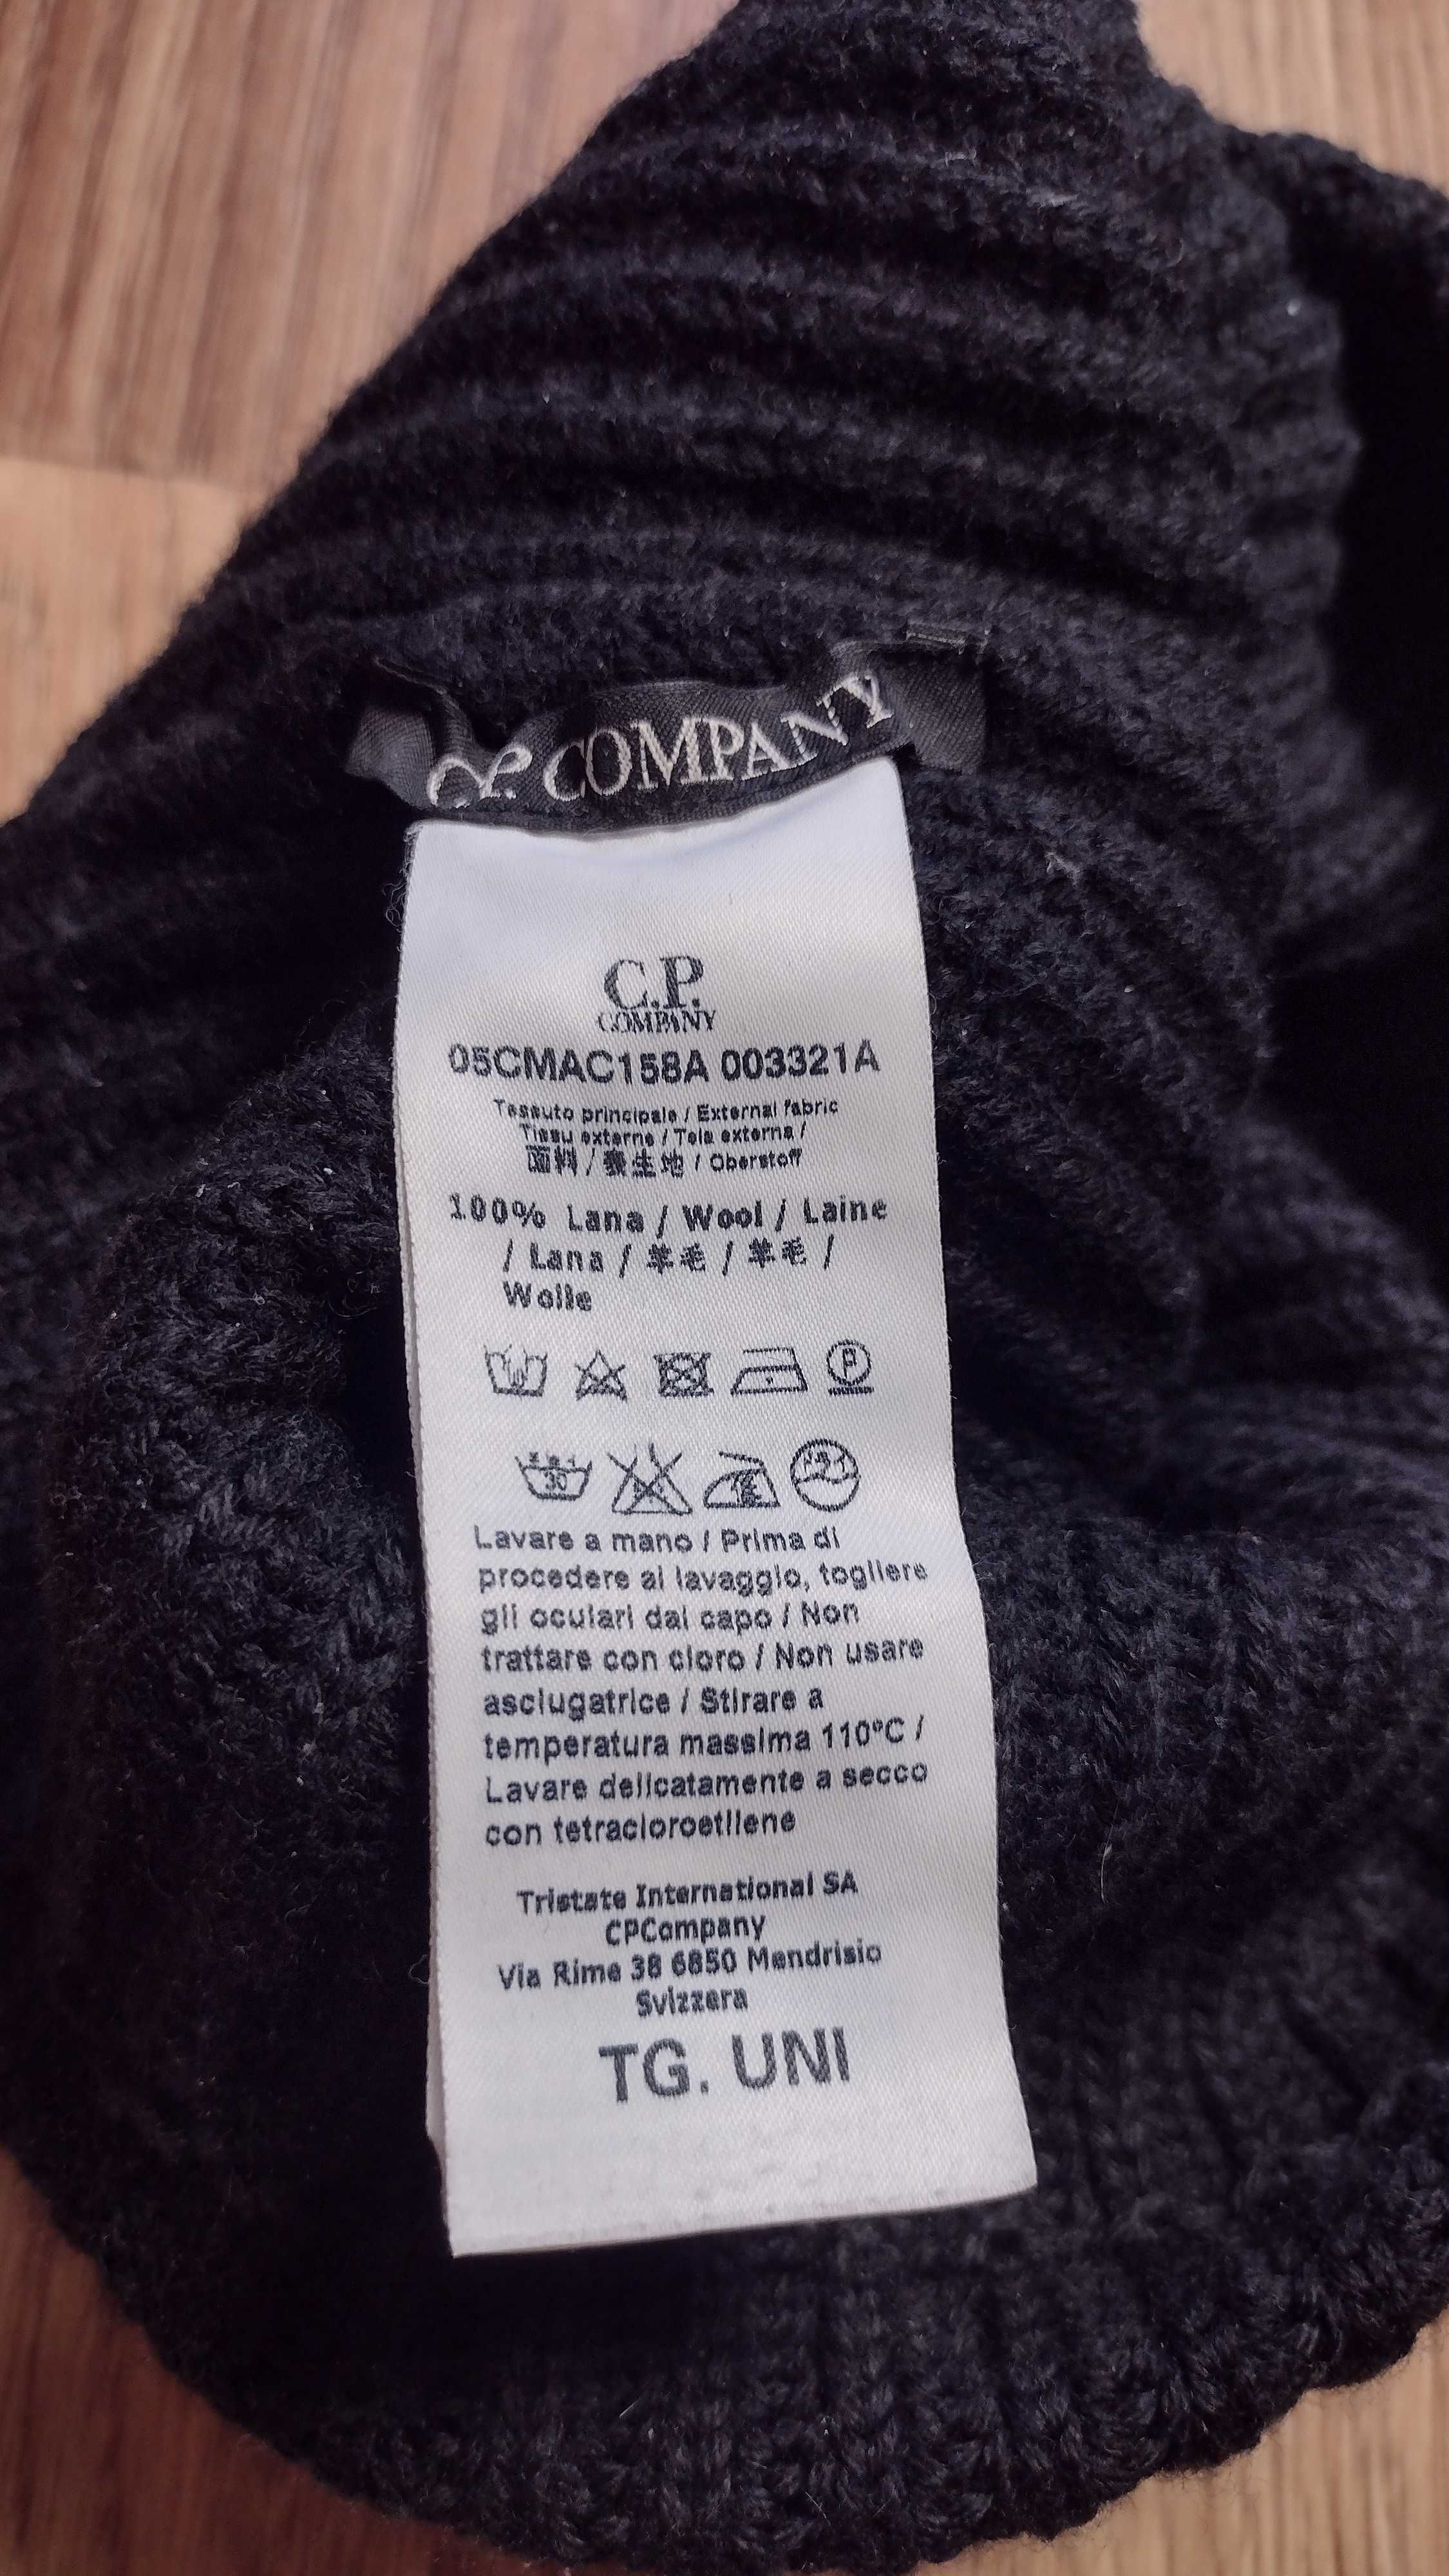 COMPANY
C.P.
COMPANY
05CMAC158A 003321A
Tessuto principale / External fabric
Tissu externe / Tela externa /
面料 / 表生地 / Oberstoff
100% Lana / Wool / Laine
/ Lana / 羊毛 / 羊毛 /
Wolle
P
30
Lavare a mano / Prima di
procedere al lavaggio, togliere
gli oculari dal capo / Non
trattare con cloro / Non usare
asciugatrice / Stirare a
temperatura massima 110°C /
Lavare delicatamente a secco
con tetracloroetilene
Tristate International SA
CPCompany
Via Rime 38 6850 Mendrisio
Svizzera
TG. UNI